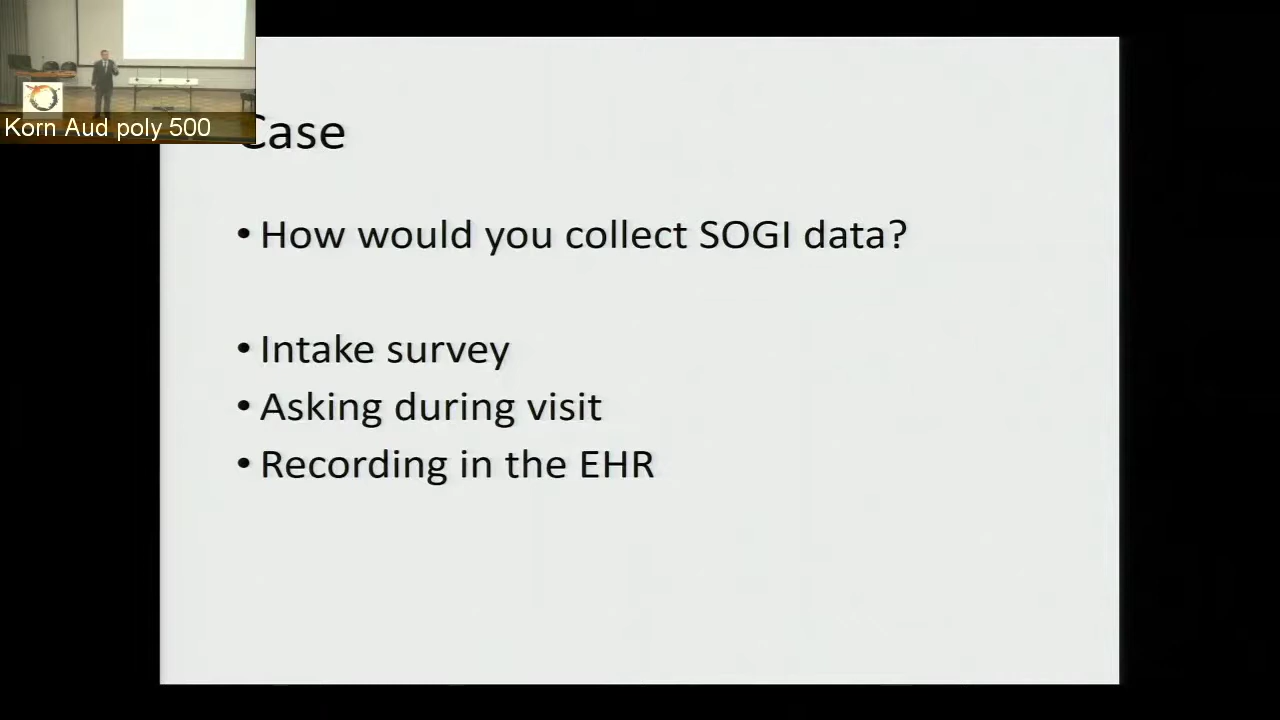 Korn Aud poly 500
Case
• How would you collect SOGI data?
• Intake survey
• Asking during visit
• Recording in the EHR